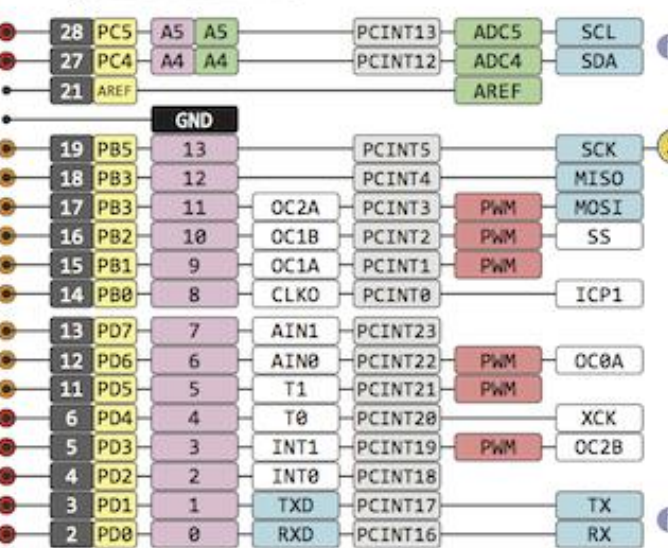 28 PC5 A5 A5 PCINT13 ADC5 SCL
27 PC4 A4 A4 PCINT12 ADC4 SDA
21 AREF AREF
GND
19 PB5 13 PCINT5 SCK
18 PB3 12 PCINT4 MISO
17 PB3 11 OC2A PCINT3 PWM MOSI
16 PB2 10 OC1B PCINT2 PWM SS
15 PB1 9 OC1A PCINT1 PWM
14 PB0 8 CLKO PCINT0 ICP1
13 PD7 7 AIN1 PCINT23
12 PD6 6 AIN0 PCINT22 PWM OC0A
11 PD5 5 T1 PCINT21 PWM
6 PD4 4 T0 PCINT20 XCK
5 PD3 3 INT1 PCINT19 PWM OC2B
4 PD2 2 INT0 PCINT18
3 PD1 1 TXD PCINT17 TX
2 PD0 0 RXD PCINT16 RX